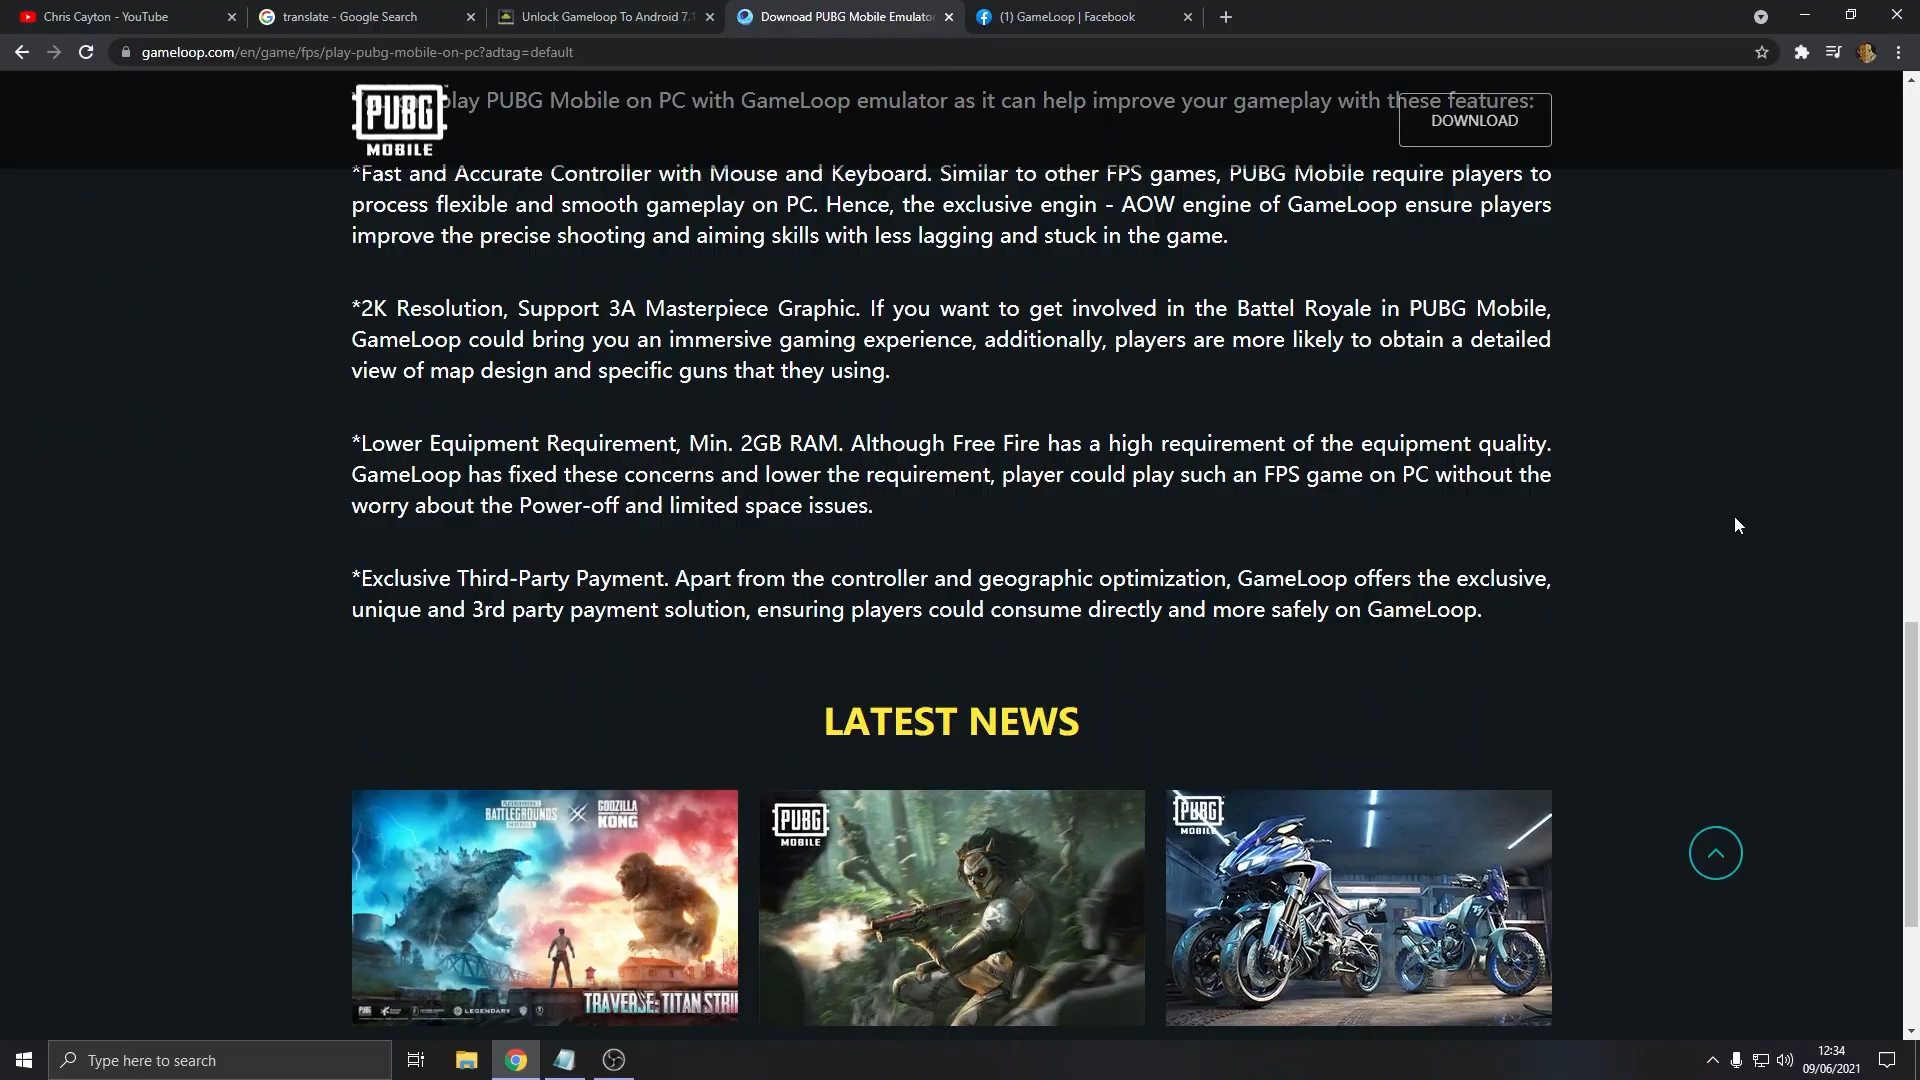 Chris Cayton - YouTube
translate - Google Search
Unlock Gameloop To Android 7.1
Downoad PUBG Mobile Emulator
(1) GameLoop | Facebook
gameloop.com/en/game/fps/play-pubg-mobile-on-pc?adtag=default
PUBG
MOBILE
play PUBG Mobile on PC with GameLoop emulator as it can help improve your gameplay with these features:
DOWNLOAD
*Fast and Accurate Controller with Mouse and Keyboard. Similar to other FPS games, PUBG Mobile require players to
process flexible and smooth gameplay on PC. Hence, the exclusive engin - AOW engine of GameLoop ensure players
improve the precise shooting and aiming skills with less lagging and stuck in the game.
*2K Resolution, Support 3A Masterpiece Graphic. If you want to get involved in the Battel Royale in PUBG Mobile,
GameLoop could bring you an immersive gaming experience, additionally, players are more likely to obtain a detailed
view of map design and specific guns that they using.
*Lower Equipment Requirement, Min. 2GB RAM. Although Free Fire has a high requirement of the equipment quality.
GameLoop has fixed these concerns and lower the requirement, player could play such an FPS game on PC without the
worry about the Power-off and limited space issues.
*Exclusive Third-Party Payment. Apart from the controller and geographic optimization, GameLoop offers the exclusive,
unique and 3rd party payment solution, ensuring players could consume directly and more safely on GameLoop.
LATEST NEWS
BATTLEGROUNDS
MOBILE
GODZILLA
KONG
TRAVERSE: TITAN STRI
LEGENDARY
PUBG
MOBILE
PUBG
MOBILE
Type here to search
12:34
09/06/2021